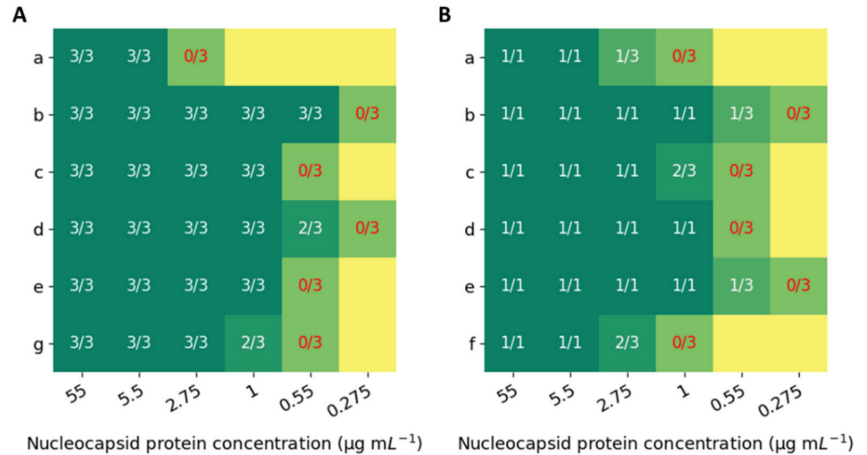 A
B
a 3/3 3/3 0/3
b 3/3 3/3 3/3 3/3 3/3 0/3
c 3/3 3/3 3/3 3/3 0/3
d 3/3 3/3 3/3 3/3 2/3 0/3
e 3/3 3/3 3/3 3/3 0/3
g 3/3 3/3 3/3 2/3 0/3
55 5.5 2.75 1 0.55 0.275
Nucleocapsid protein concentration (µg mL⁻¹)
a 1/1 1/1 1/3 0/3
b 1/1 1/1 1/1 1/1 1/3 0/3
c 1/1 1/1 1/1 2/3 0/3
d 1/1 1/1 1/1 1/1 0/3
e 1/1 1/1 1/1 1/1 1/3 0/3
f 1/1 1/1 2/3 0/3
55 5.5 2.75 1 0.55 0.275
Nucleocapsid protein concentration (µg mL⁻¹)